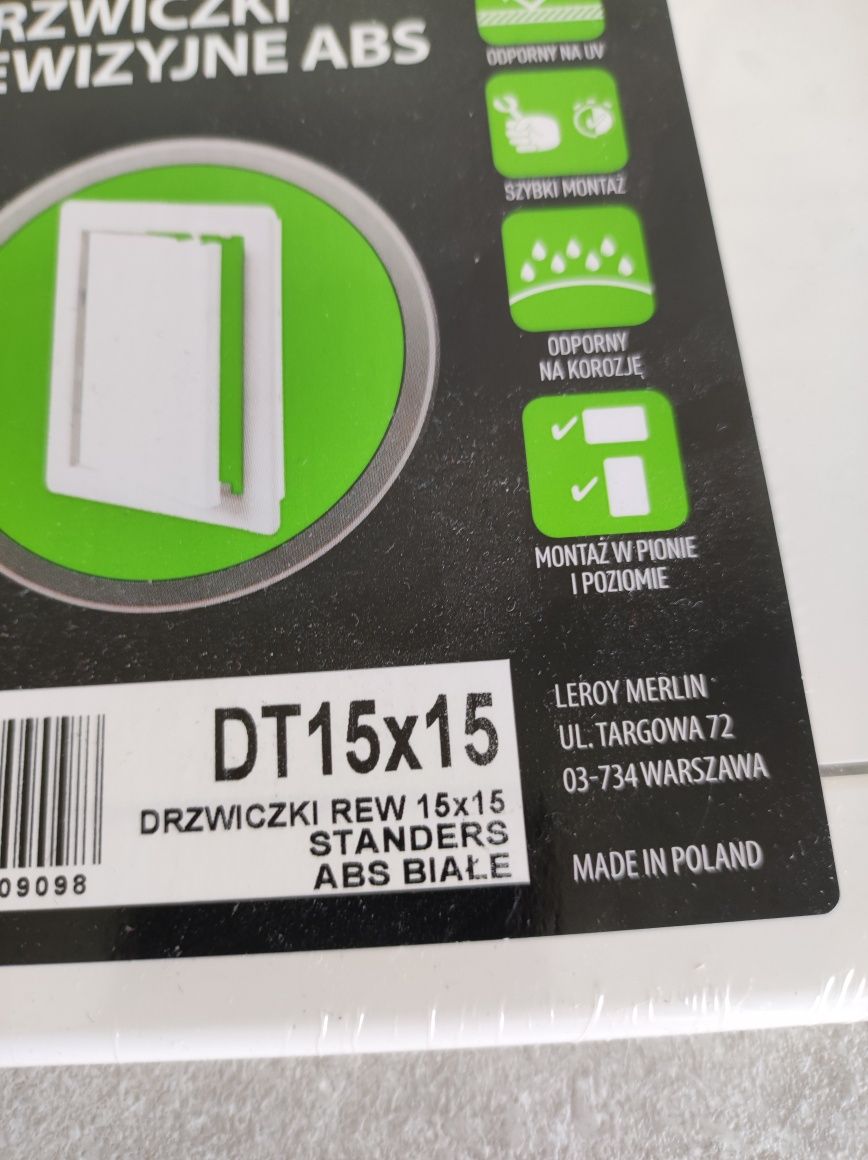 RZWICZKI
EWIZYJNE ABS
ODPORNY NA UV
SZYBKI MONTAŻ
ODPORNY
NA KOROZJĘ
MONTAŻ W PIONIE
I POZIOMIE
DT15x15
DRZWICZKI REW 15x15
STANDERS
ABS BIAŁE
09098
LEROY MERLIN
UL. TARGOWA 72
03-734 WARSZAWA
MADE IN POLAND